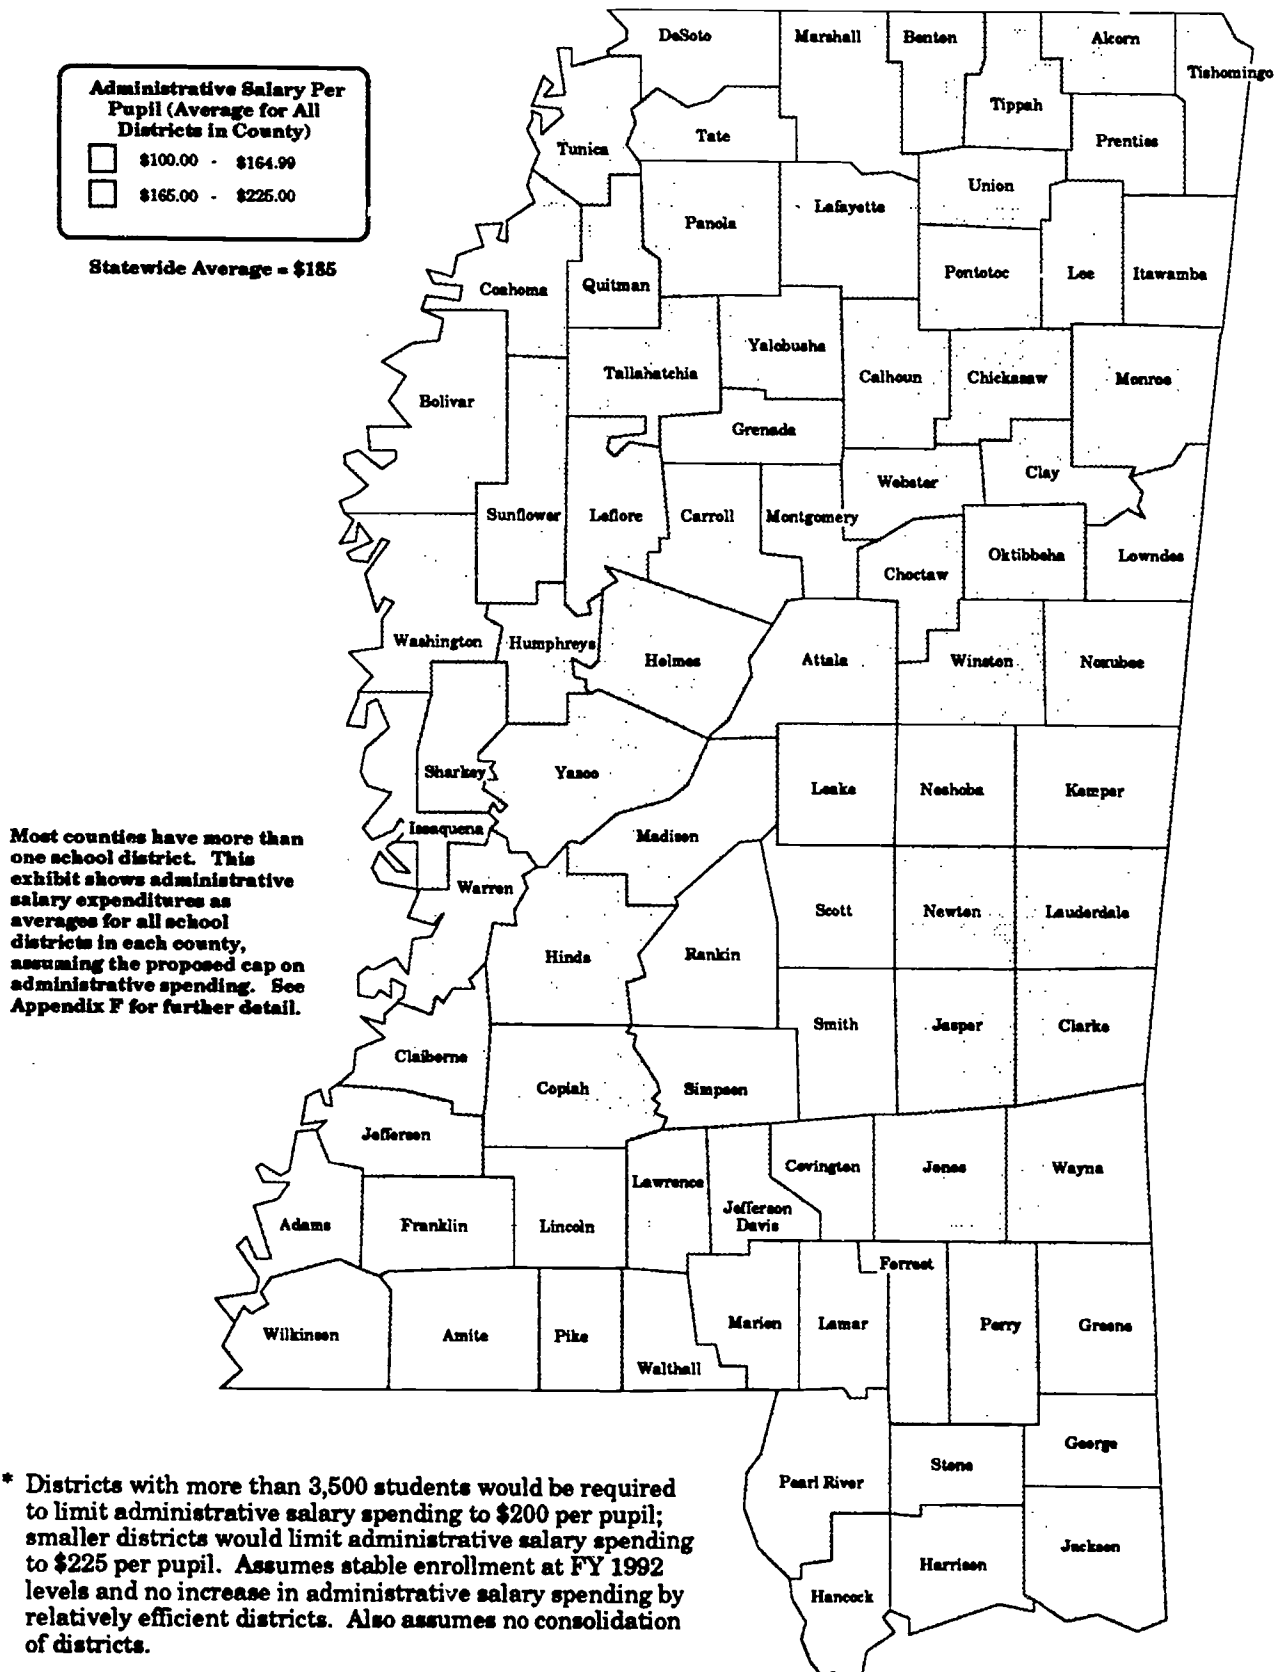 DeSoto
Marshall
Benton
Alcorn
Tishomingo
Administrative Salary Per
Pupil (Average for All
Districts in County)
$100.00 - $164.99
$165.00 - $225.00
Statewide Average = $185
Tippah
Prentiss
Tate
Tunica
Union
Lafayette
Panola
Pontotoc
Lee
Itawamba
Quitman
Coahoma
Yalobusha
Tallahatchia
Calhoun
Chickasaw
Monroe
Bolivar
Grenada
Clay
Webster
Sunflower
Leflore
Carroll
Montgomery
Oktibbeha
Lowndes
Choctaw
Washington
Humphreys
Holmes
Attala
Winston
Noxubee
Sharkey
Yazoo
Leake
Neshoba
Kemper
Issaquena
Madison
Most counties have more than
one school district. This
exhibit shows administrative
salary expenditures as
averages for all school
districts in each county,
assuming the proposed cap on
administrative spending. See
Appendix F for further detail.
Warren
Scott
Newton
Lauderdale
Hinds
Rankin
Smith
Jasper
Clarke
Claiborne
Copiah
Simpson
Jefferson
Covington
Jones
Wayne
Lawrence
Jefferson
Davis
Adams
Franklin
Lincoln
Forrest
Marion
Lamar
Perry
Greene
Wilkinson
Amite
Pike
Walthall
George
Stone
Pearl River
Jackson
Harrison
Hancock
* Districts with more than 3,500 students would be required
to limit administrative salary spending to $200 per pupil;
smaller districts would limit administrative salary spending
to $225 per pupil. Assumes stable enrollment at FY 1992
levels and no increase in administrative salary spending by
relatively efficient districts. Also assumes no consolidation
of districts.